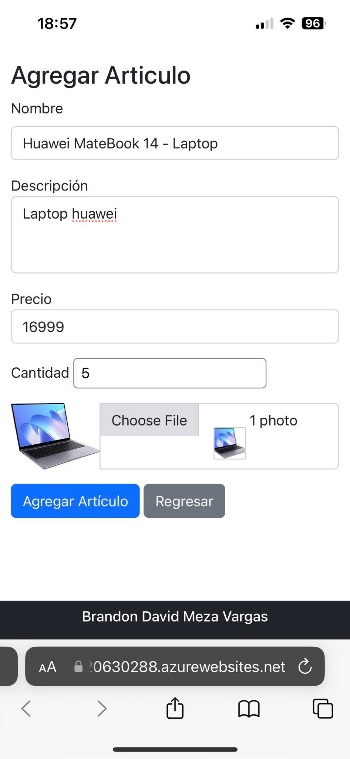 18:57
96
Agregar Articulo
Nombre
Huawei MateBook 14 - Laptop
Descripción
Laptop huawei
Precio
16999
Cantidad 5
Choose File 1 photo
Agregar Artículo Regresar
Brandon David Meza Vargas
AA 0630288.azurewebsites.net